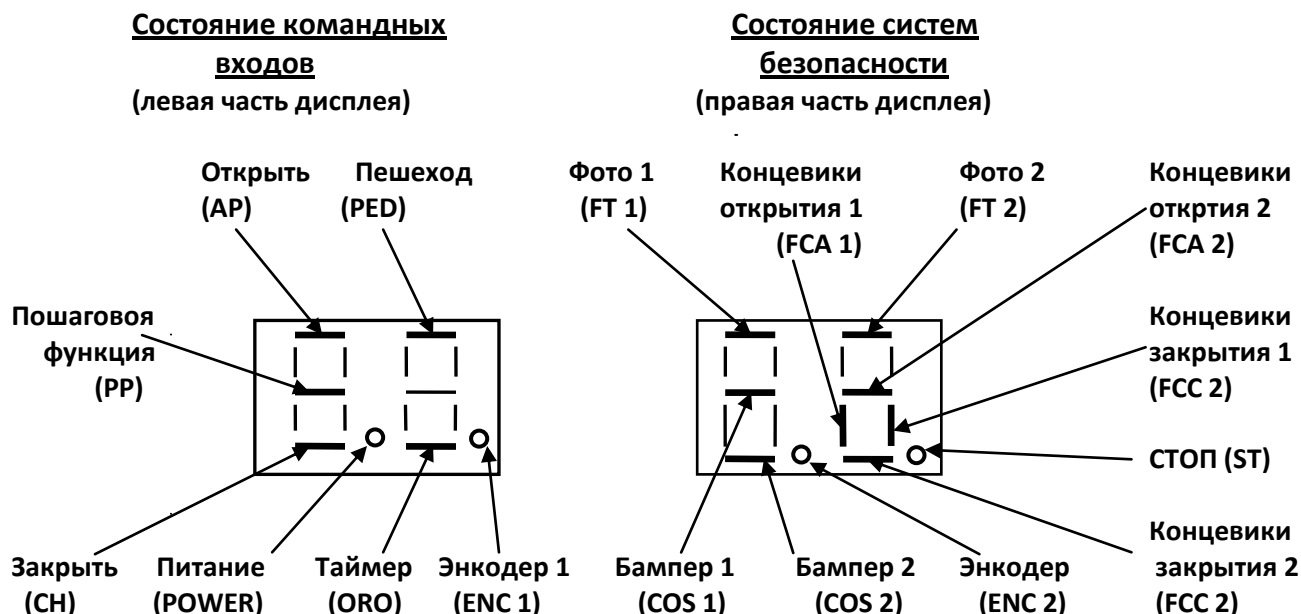 Состояние командных
входов
(левая часть дисплея)
Состояние систем
безопасности
(правая часть дисплея)
Открыть
(AP)
Пешеход
(PED)
Фото 1
(FT 1)
Концевики
открытия 1
(FCA 1)
Фото 2
(FT 2)
Концевики
откртия 2
(FCA 2)
Пошаговоя
функция
(PP)
Концевики
закрытия 1
(FCC 2)
СТОП (ST)
Закрыть
(CH)
Питание
(POWER)
Таймер
(ORO)
Энкодер 1
(ENC 1)
Бампер 1
(COS 1)
Бампер 2
(COS 2)
Энкодер
(ENC 2)
Концевики
закрытия 2
(FCC 2)